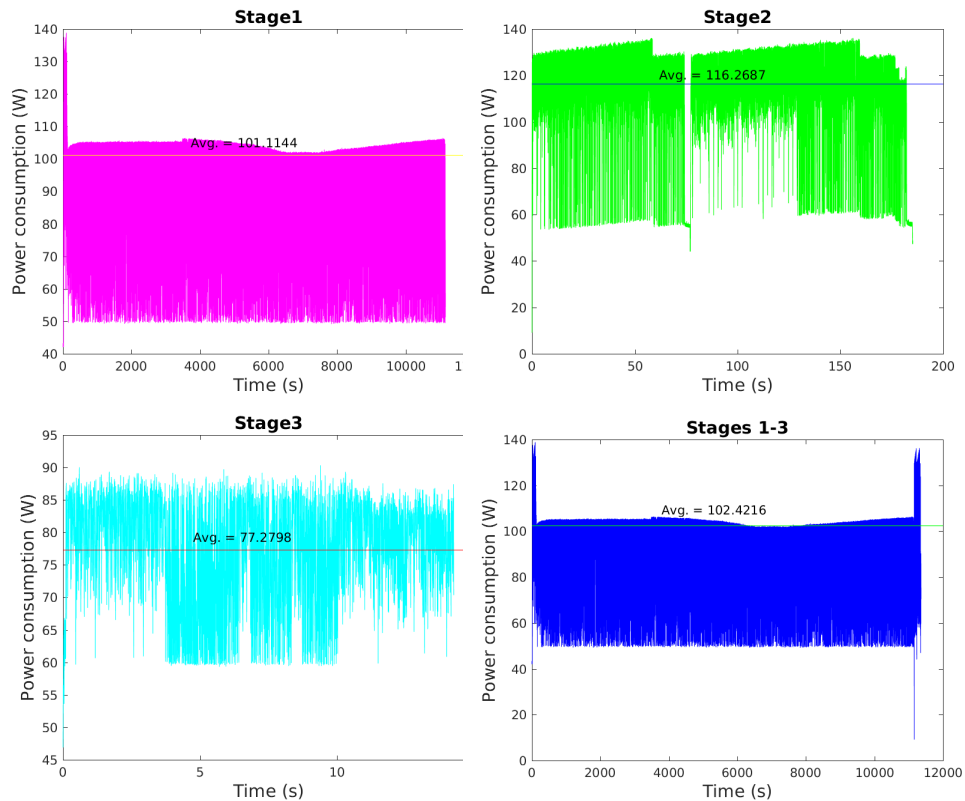 Stage1
Power consumption (W)
140
130
120
110
100
90
80
70
60
50
40
Avg. = 101.1144
0 2000 4000 6000 8000 10000 1
Time (s)
Stage2
Power consumption (W)
140
120
100
80
60
40
20
0
Avg. = 116.2687
0 50 100 150 200
Time (s)
Stage3
Power consumption (W)
95
90
85
80
75
70
65
60
55
50
45
Avg. = 77.2798
0 5 10
Time (s)
Stages 1-3
Power consumption (W)
140
120
100
80
60
40
20
0
Avg. = 102.4216
0 2000 4000 6000 8000 10000 12000
Time (s)